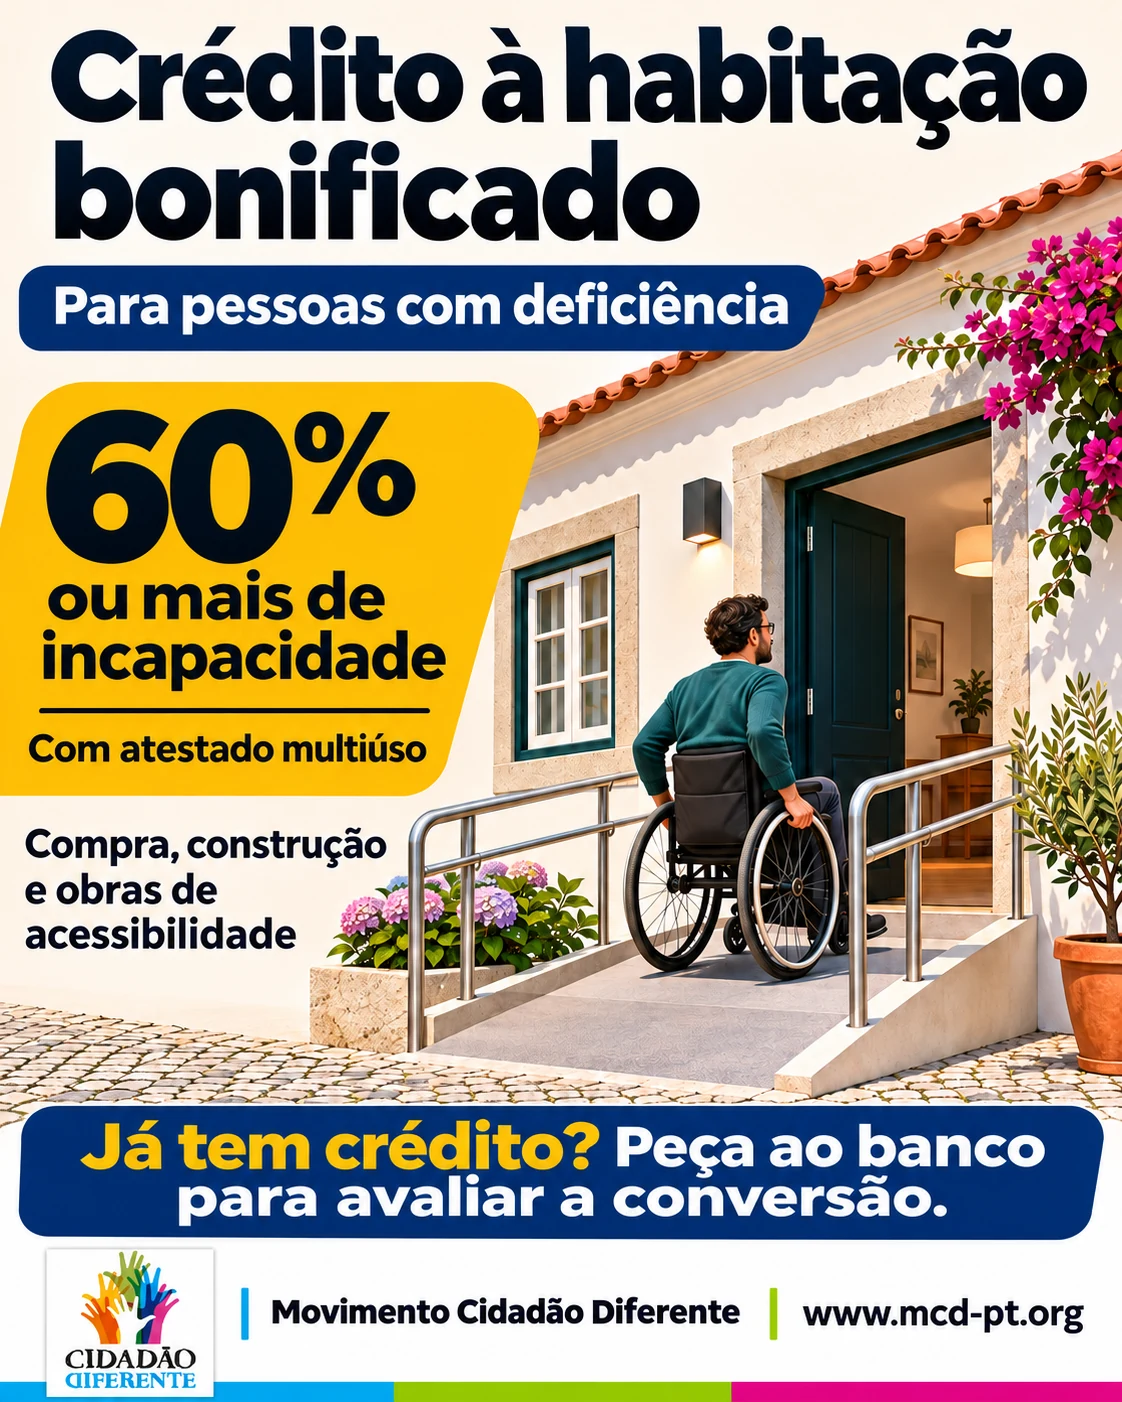 Crédito à habitação
bonificado
Para pessoas com deficiência
60%
ou mais de
incapacidade
Com atestado multiúso
Compra, construção
e obras de
acessibilidade
Já tem crédito? Peça ao banco
para avaliar a conversão.
CIDADÃO
DIFERENTE
Movimento Cidadão Diferente
www.mcd-pt.org